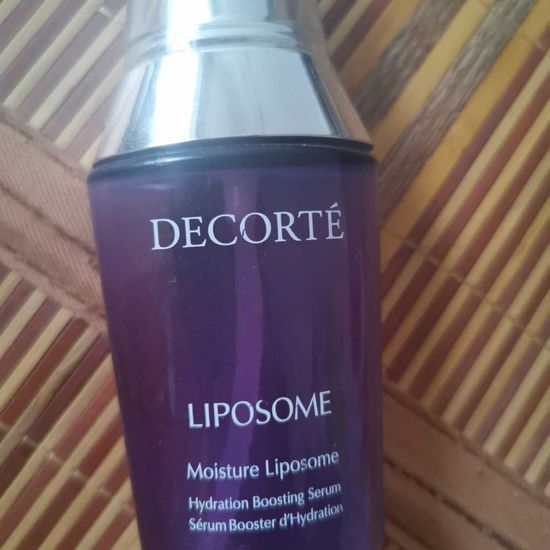 DECORTÉ
LIPOSOME
Moisture Liposome
Hydration Boosting Serum
Sérum Booster d'Hydration